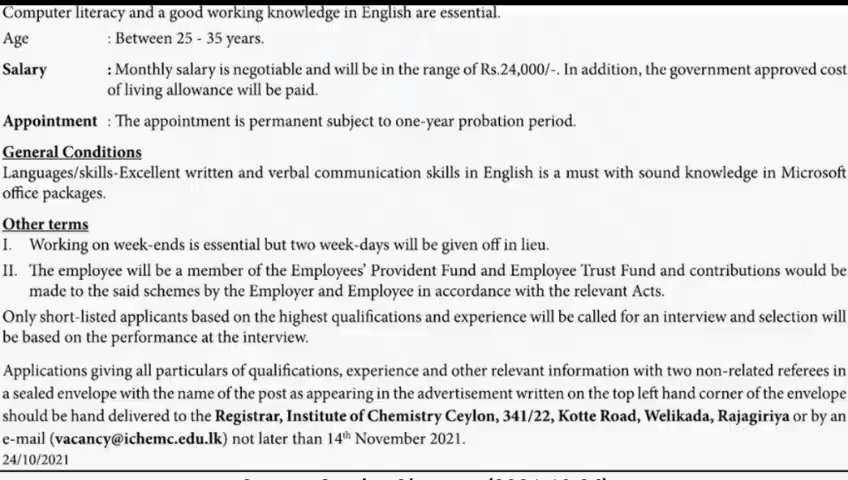 Computer literacy and a good working knowledge in English are essential.
Age : Between 25 - 35 years.
Salary : Monthly salary is negotiable and will be in the range of Rs.24,000/-. In addition, the government approved cost
of living allowance will be paid.
Appointment : The appointment is permanent subject to one-year probation period.
General Conditions
Languages/skills-Excellent written and verbal communication skills in English is a must with sound knowledge in Microsoft
office packages.
Other terms
I. Working on week-ends is essential but two week-days will be given off in lieu.
II. The employee will be a member of the Employees' Provident Fund and Employee Trust Fund and contributions would be
made to the said schemes by the Employer and Employee in accordance with the relevant Acts.
Only short-listed applicants based on the highest qualifications and experience will be called for an interview and selection will
be based on the performance at the interview.
Applications giving all particulars of qualifications, experience and other relevant information with two non-related referees in
a sealed envelope with the name of the post as appearing in the advertisement written on the top left hand corner of the envelope
should be hand delivered to the Registrar, Institute of Chemistry Ceylon, 341/22, Kotte Road, Welikada, Rajagiriya or by an
e-mail (vacancy@ichemc.edu.lk) not later than 14th November 2021.
24/10/2021